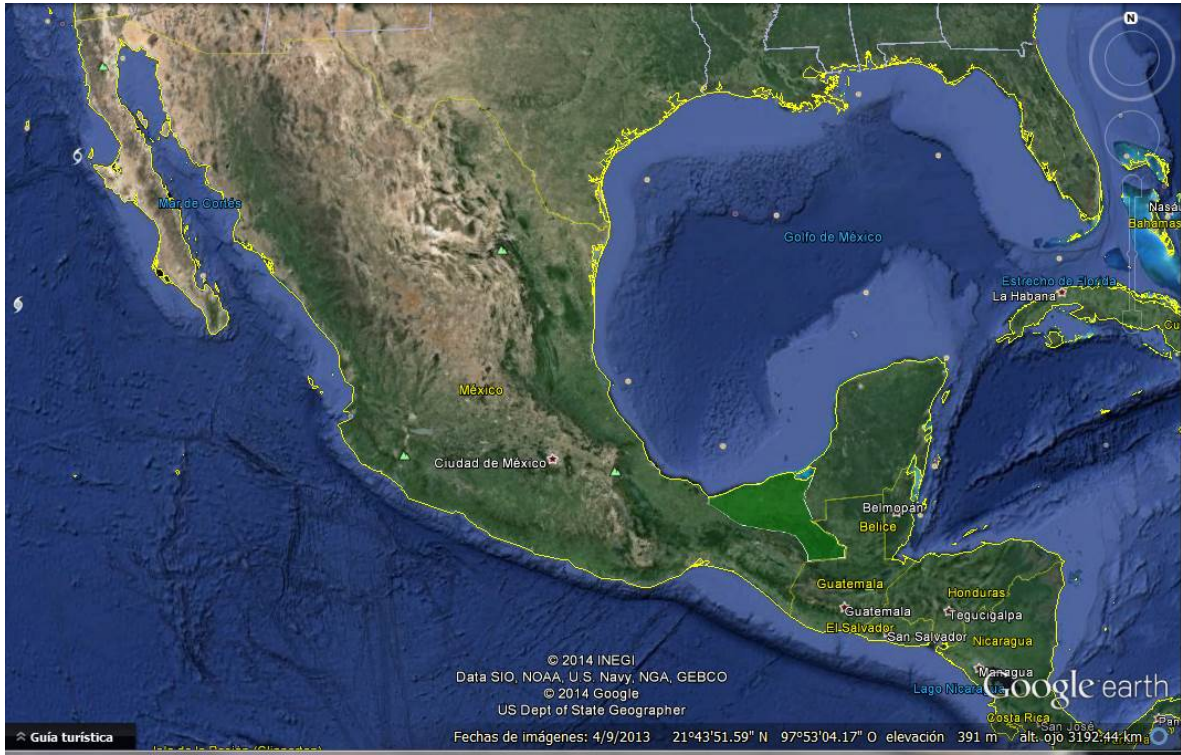 N
Mar de Cortés
Golfo de México
Nasáu
Bahamas
Estrecho de Florida
La Habana
Cu
México
Ciudad de México
Belmopan
Belice
Guatemala
Honduras
Guatemala
Tegucigalpa
El Salvador
San Salvador
Nicaragua
Managua
Lago Nicaragua
Google earth
Costa Rica
San José
Pan
© 2014 INEGI
Data SIO, NOAA, U.S. Navy, NGA, GEBCO
© 2014 Google
US Dept of State Geographer
Guía turística
Fechas de imágenes: 4/9/2013 21°43'51.59" N 97°53'04.17" O elevación 391 m alt. ojo 3192.44 km